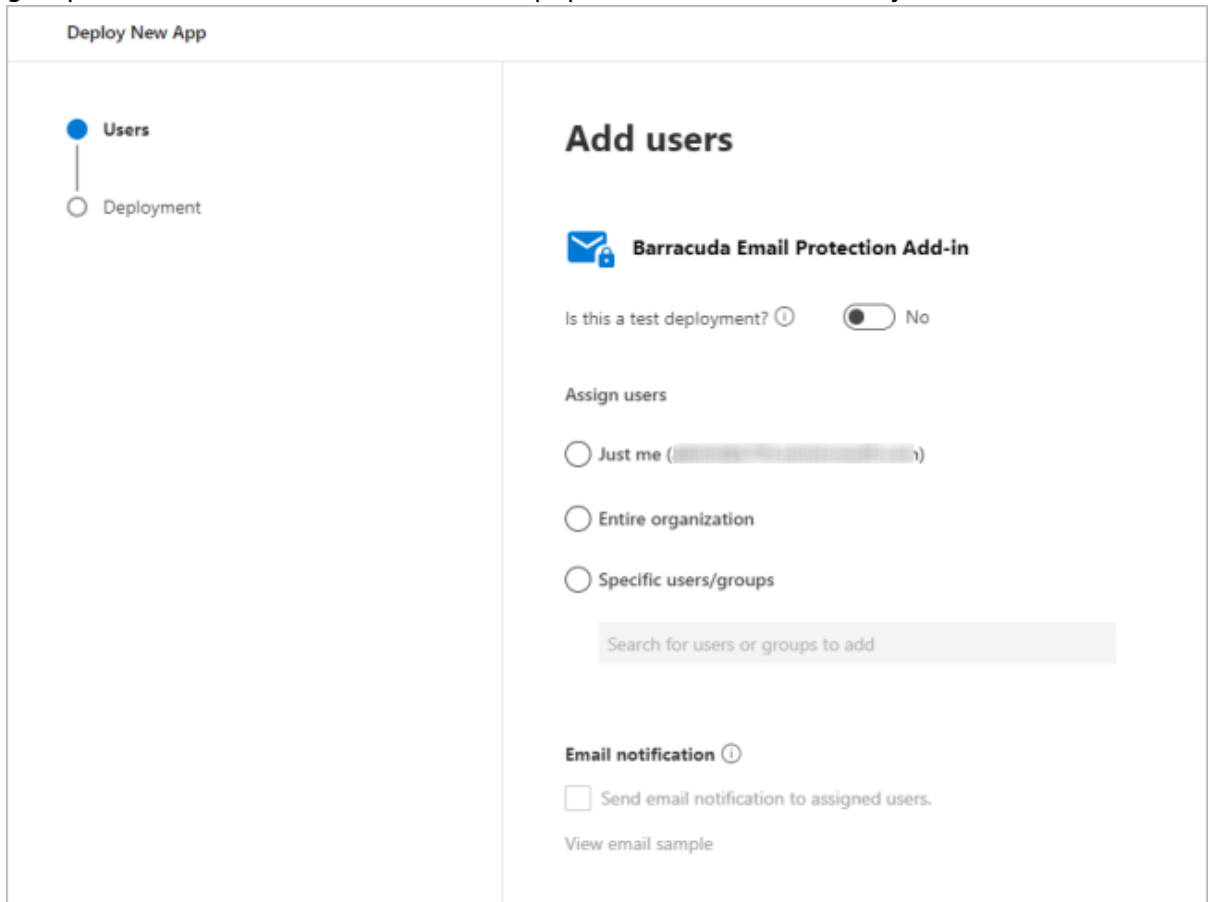 Deploy New App
Users
Deployment
Add users
Barracuda Email Protection Add-in
Is this a test deployment? No
Assign users
Just me ( )
Entire organization
Specific users/groups
Search for users or groups to add
Email notification
Send email notification to assigned users.
View email sample